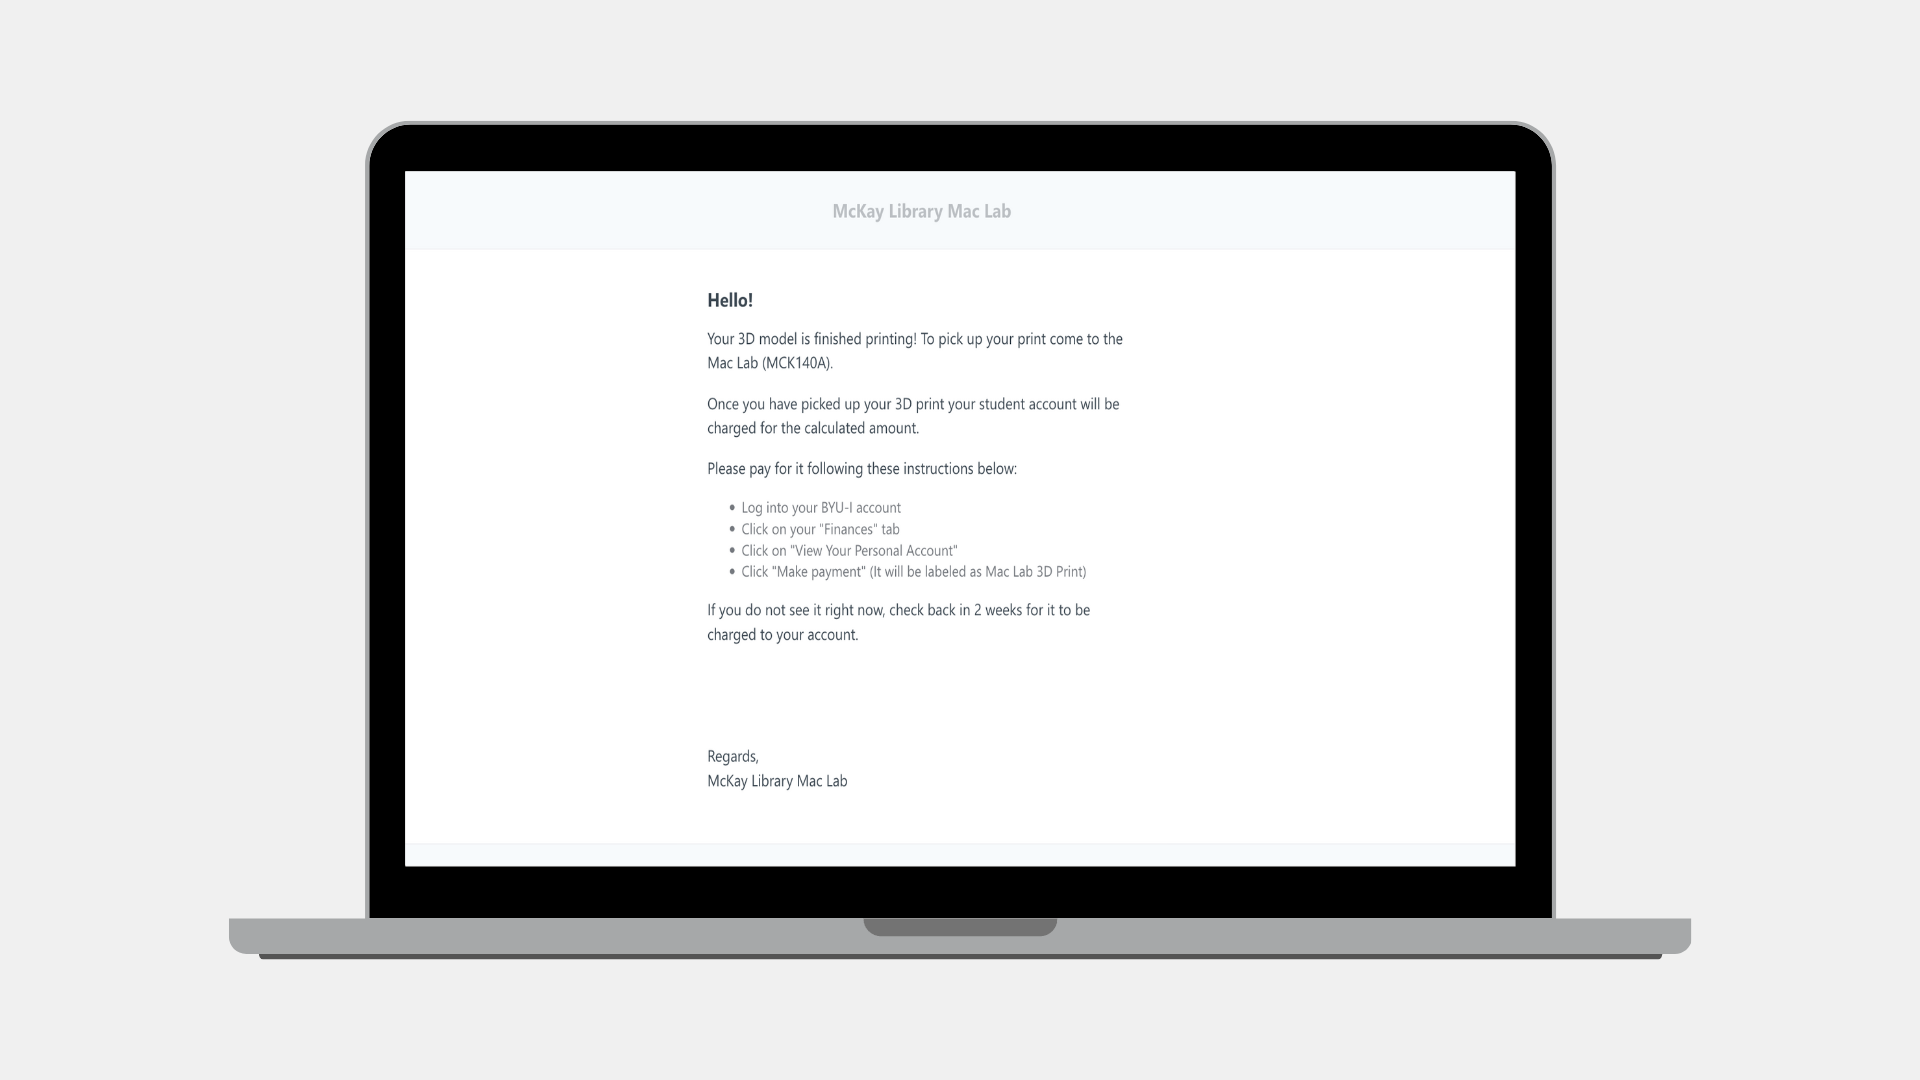 McKay Library Mac Lab
Hello!
Your 3D model is finished printing! To pick up your print come to the
Mac Lab (MCK140A).
Once you have picked up your 3D print your student account will be
charged for the calculated amount.
Please pay for it following these instructions below:
• Log into your BYU-I account
• Click on your "Finances" tab
• Click on "View Your Personal Account"
• Click "Make payment" (It will be labeled as Mac Lab 3D Print)
If you do not see it right now, check back in 2 weeks for it to be
charged to your account.
Regards,
McKay Library Mac Lab